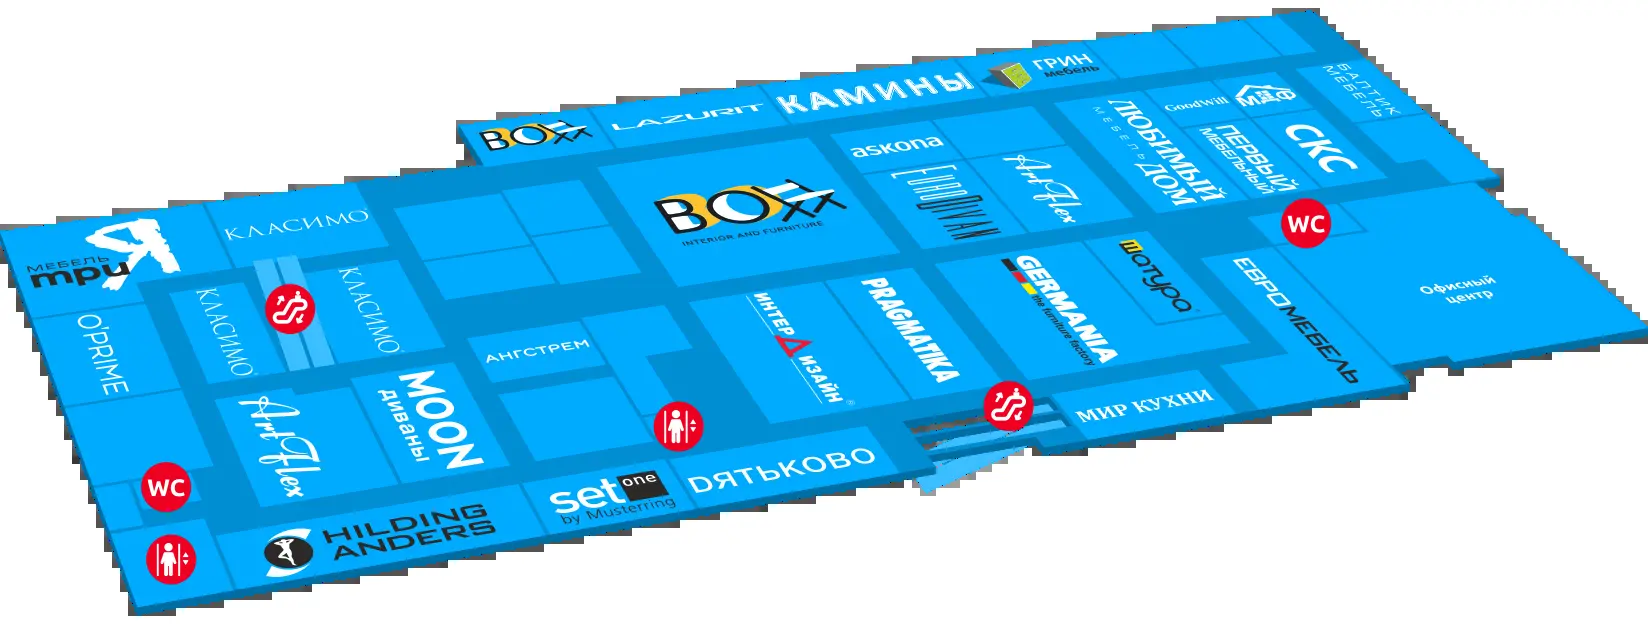 BOXX
LAZURIT
КАМИНЫ
ГРИН
мебель
БАЛТИК
МЕБЕЛЬ
МЕБЕЛЬ
три
КЛАСИМО
BOXX
INTERIOR AND FURNITURE
askona
EURODIVAN
ArtFlex
ЛЮБИМЫЙ
МЕБЕЛЬ ДОМ
GoodWill
МДФ
ПЕРВЫЙ
МЕБЕЛЬНЫЙ
СКС
WC
O'PRIME
КЛАСИМО
КЛАСИМО
АНГСТРЕМ
ИНТЕР
ДИЗАЙН
PRAGMATIKA
GERMANIA
the furniture factory
шатура
ЕВРОМЕБЕЛЬ
Офисный
центр
ArtFlex
MOON
диваны
МИР КУХНИ
WC
HILDING
ANDERS
set one
by Musterring
DЯТЬКОВО